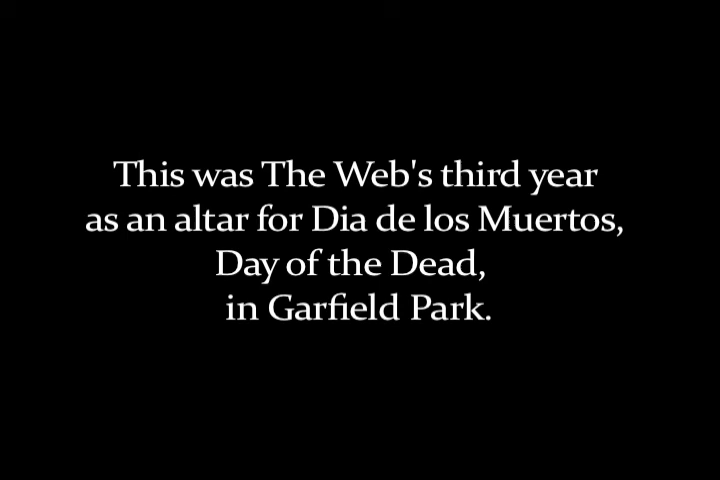 This was The Web's third year
as an altar for Dia de los Muertos,
Day of the Dead,
in Garfield Park.